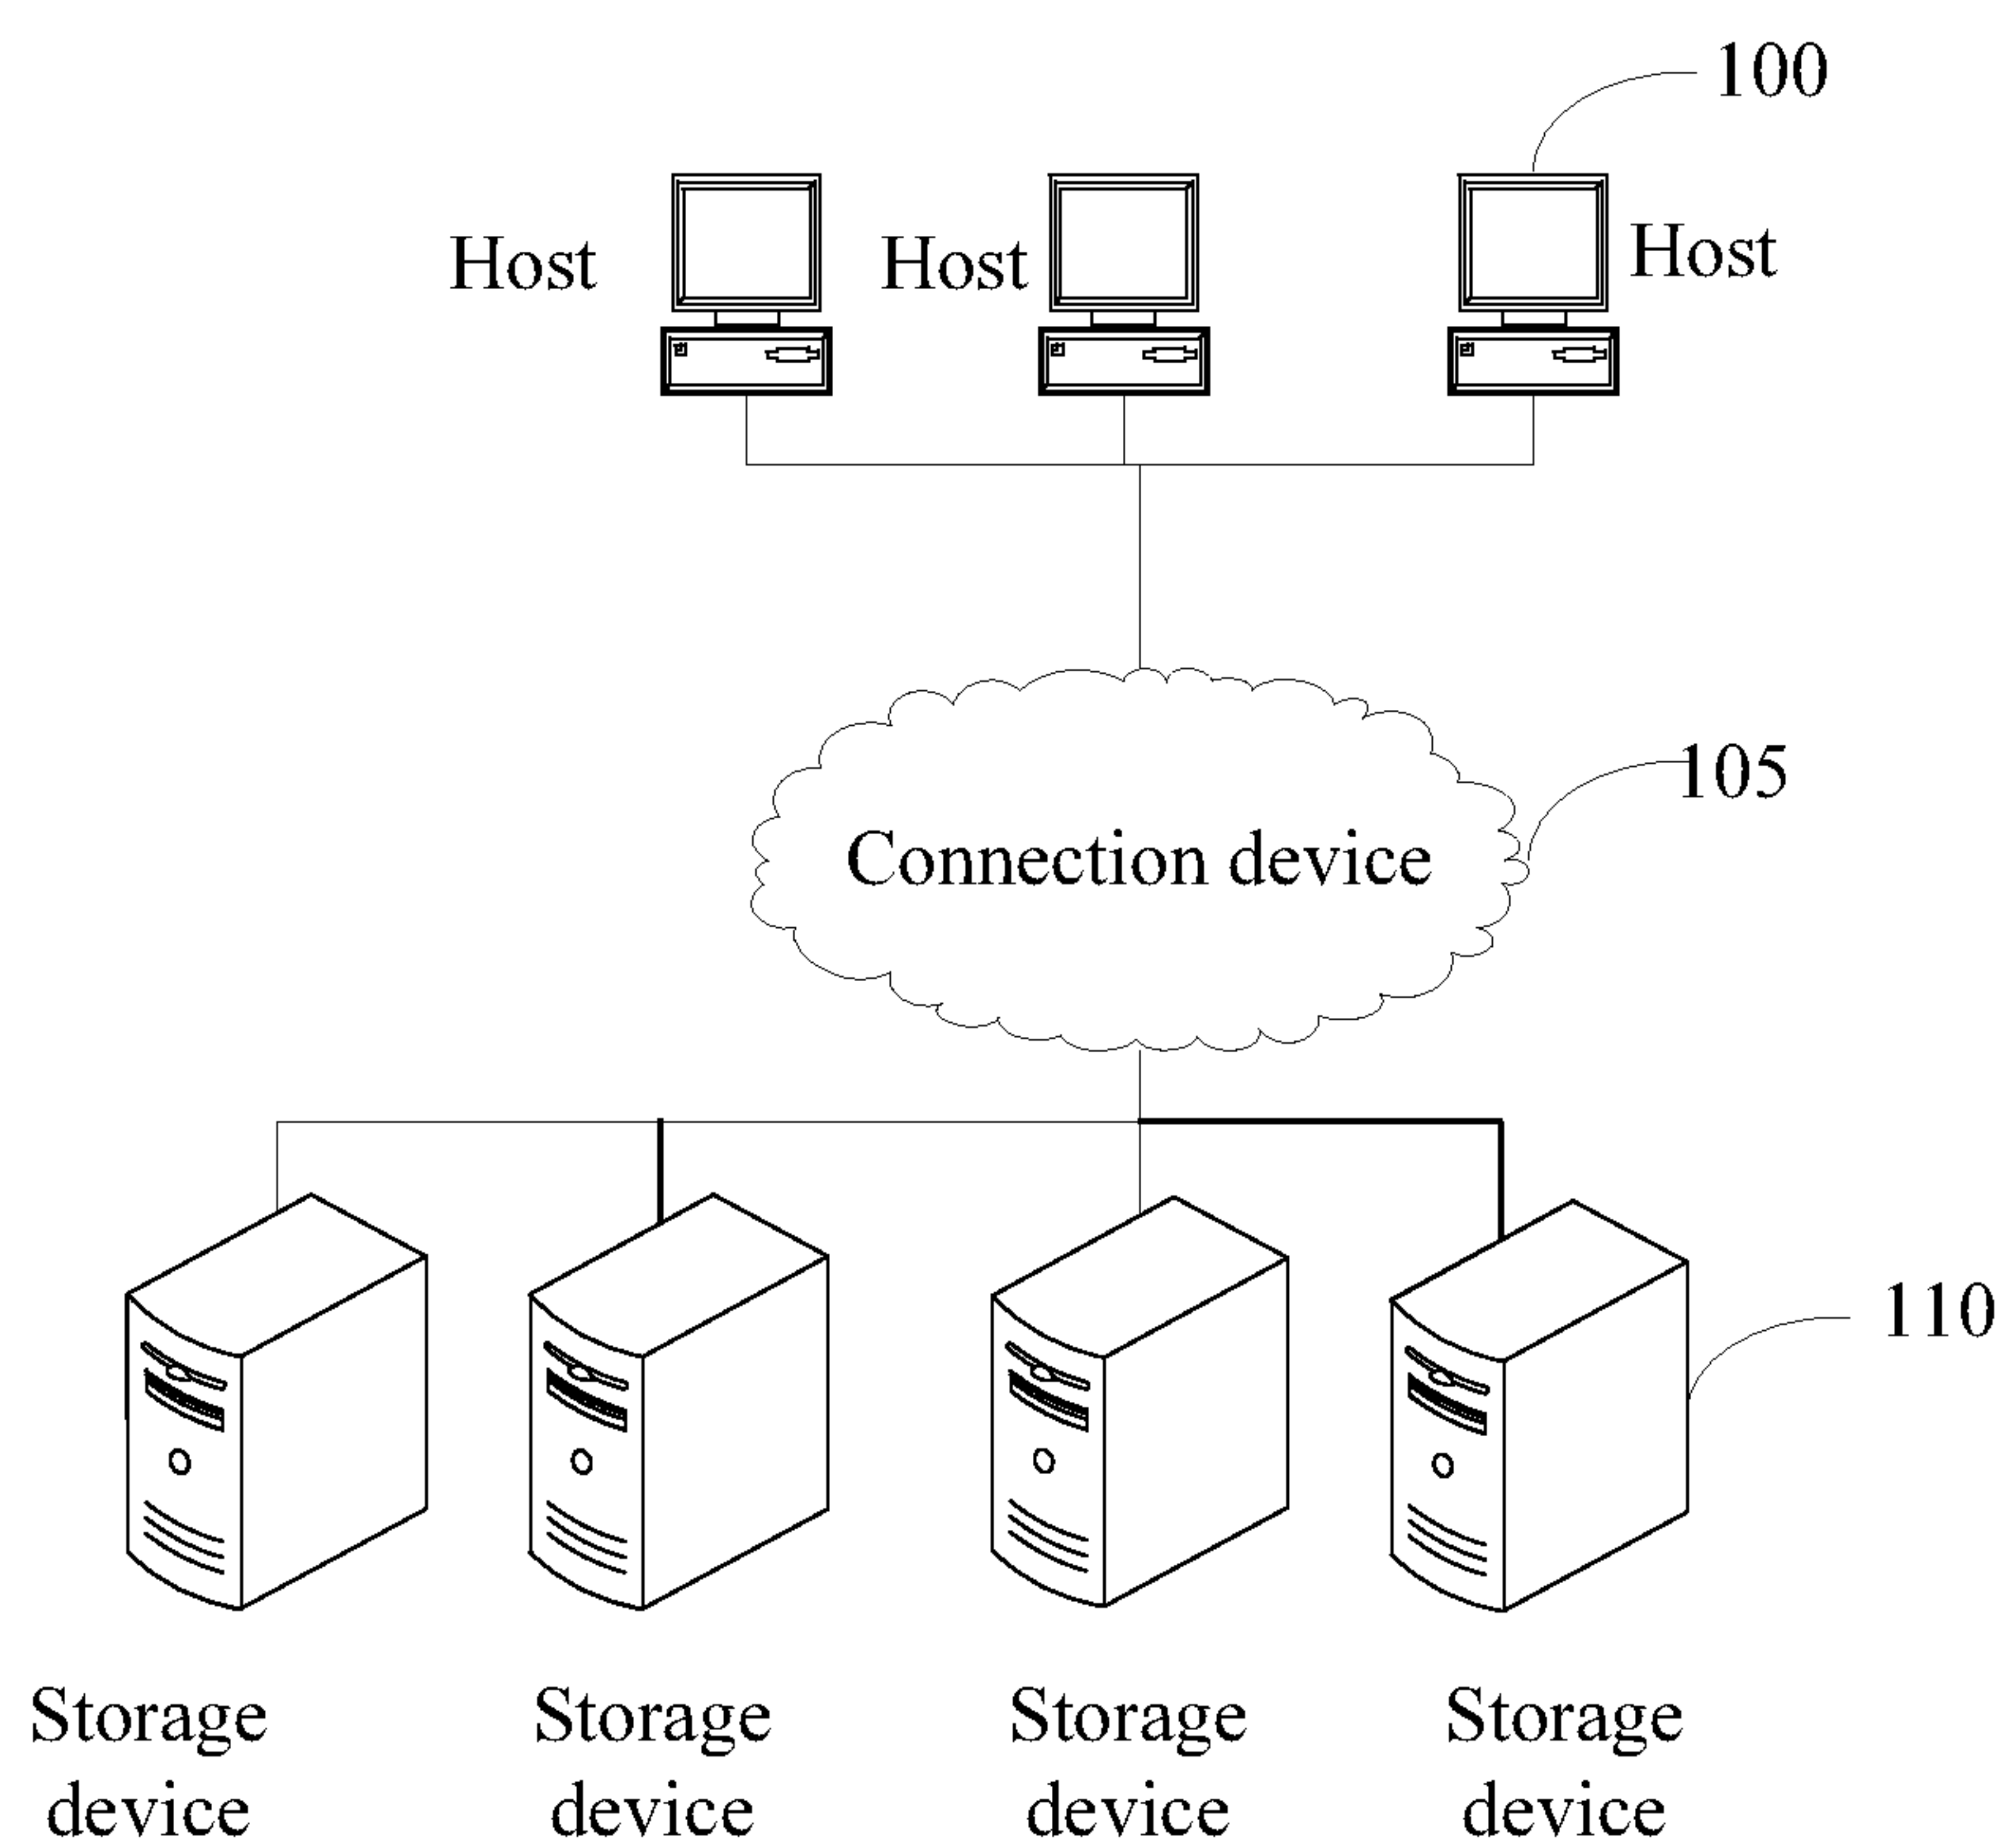 100
Host
Host
Host
105
Connection device
110
Storage
device
Storage
device
Storage
device
Storage
device